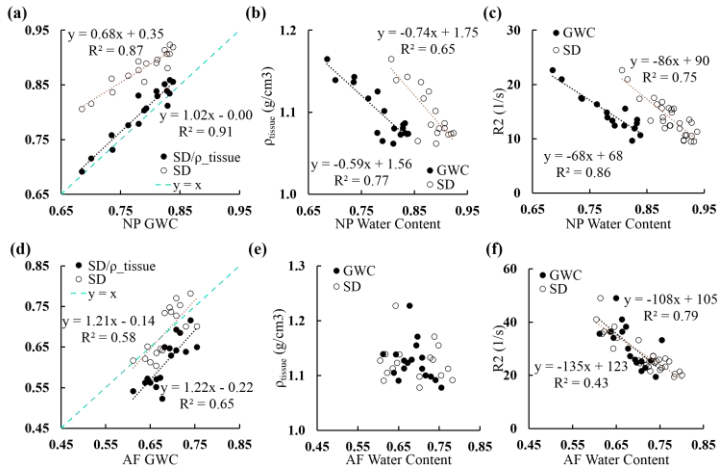 (a)
y = 0.68x + 0.35
R² = 0.87
0.95
0.85
0.75
0.65
y = 1.02x - 0.00
R² = 0.91
SD/ρ_tissue
SD
y = x
0.65 0.75 0.85 0.95
NP GWC
(b)
y = -0.74x + 1.75
R² = 0.65
ρtissue (g/cm3)
1.2
1.1
1.0
y = -0.59x + 1.56
R² = 0.77
GWC
SD
0.65 0.75 0.85 0.95
NP Water Content
(c)
GWC
SD
y = -86x + 90
R² = 0.75
R2 (1/s)
30
20
10
0
y = -68x + 68
R² = 0.86
0.65 0.75 0.85 0.95
NP Water Content
(d)
SD/ρ_tissue
SD
y = x
0.85
0.75
0.65
0.55
0.45
y = 1.21x - 0.14
R² = 0.58
y = 1.22x - 0.22
R² = 0.65
0.45 0.55 0.65 0.75 0.85
AF GWC
(e)
GWC
SD
ρtissue (g/cm3)
1.3
1.2
1.1
1.0
0.45 0.55 0.65 0.75 0.85
AF Water Content
(f)
GWC
SD
y = -108x + 105
R² = 0.79
R2 (1/s)
60
40
20
0
y = -135x + 123
R² = 0.43
0.45 0.55 0.65 0.75 0.85
AF Water Content